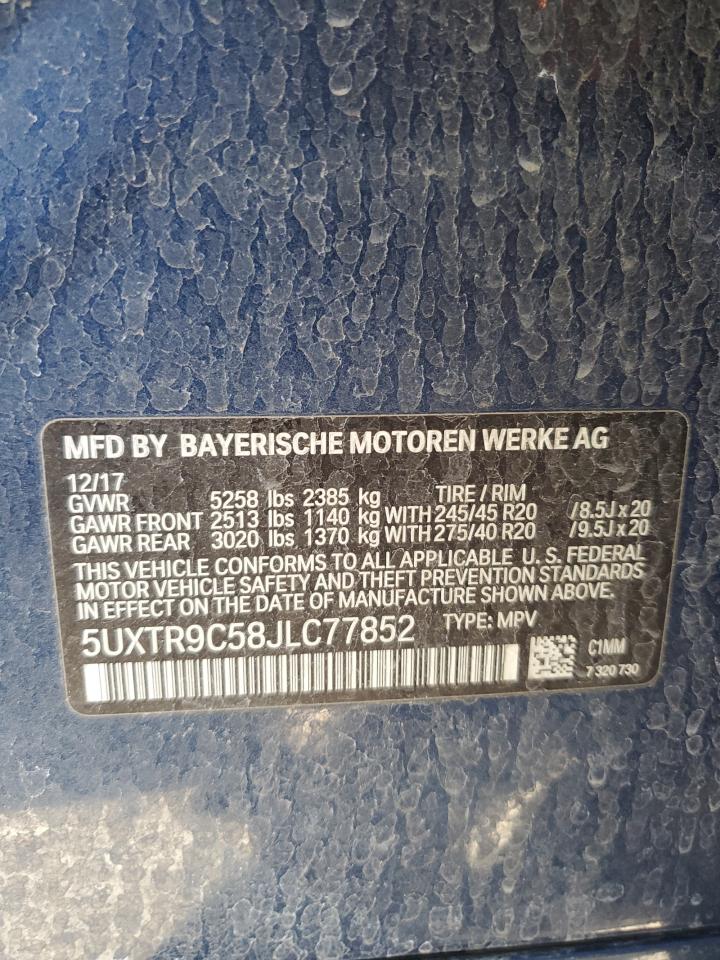 MFD BY BAYERISCHE MOTOREN WERKE AG
12/17
GVWR 5258 lbs 2385 kg TIRE / RIM
GAWR FRONT 2513 lbs 1140 kg WITH 245/45 R20 /8.5J x 20
GAWR REAR 3020 lbs 1370 kg WITH 275/40 R20 /9.5J x 20
THIS VEHICLE CONFORMS TO ALL APPLICABLE U. S. FEDERAL
MOTOR VEHICLE SAFETY AND THEFT PREVENTION STANDARDS
IN EFFECT ON THE DATE OF MANUFACTURE SHOWN ABOVE.
5UXTR9C58JLC77852 TYPE: MPV
C1MM
7 320 730